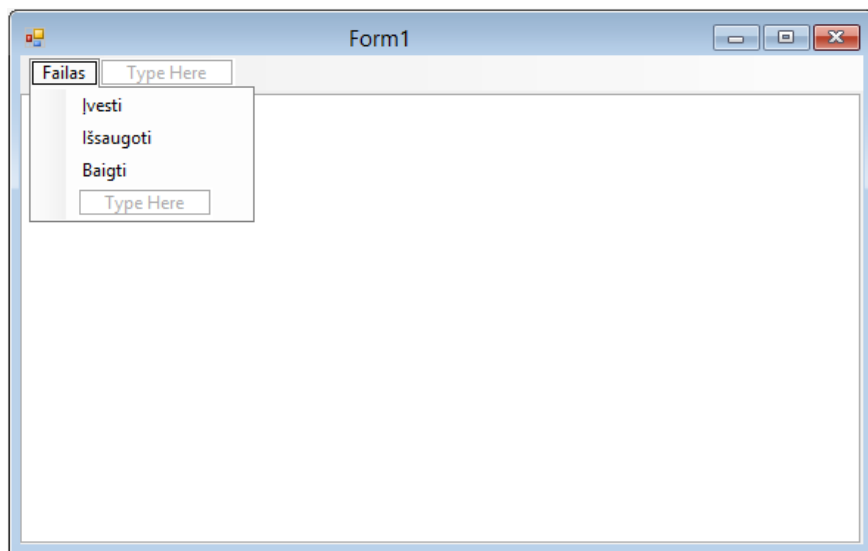 Form1
Failas Type Here
Įvesti
Išsaugoti
Baigti
Type Here